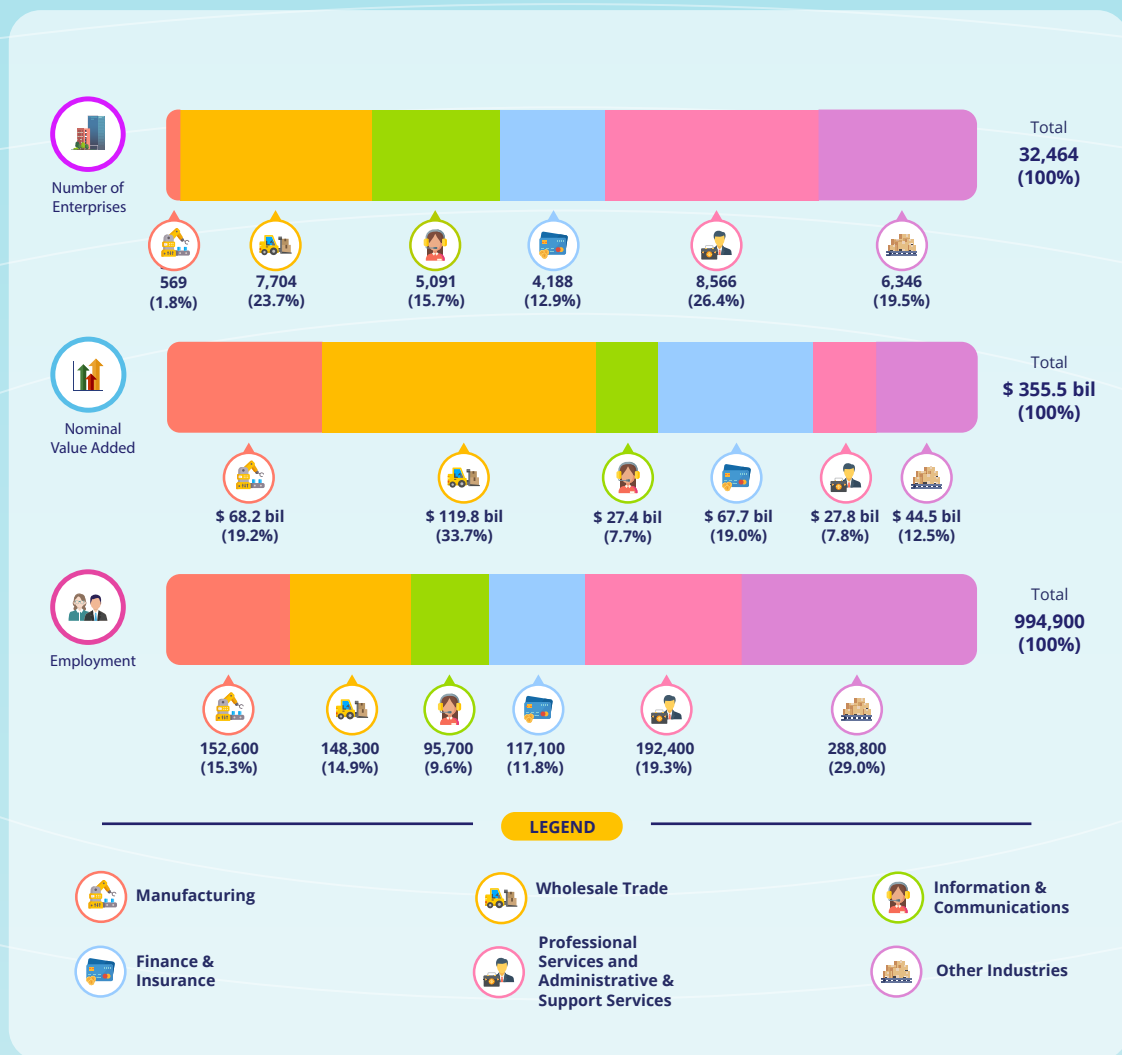 Number of
Enterprises
Total
32,464
(100%)
569
(1.8%)
7,704
(23.7%)
5,091
(15.7%)
4,188
(12.9%)
8,566
(26.4%)
6,346
(19.5%)
Nominal
Value Added
Total
$ 355.5 bil
(100%)
$ 68.2 bil
(19.2%)
$ 119.8 bil
(33.7%)
$ 27.4 bil
(7.7%)
$ 67.7 bil
(19.0%)
$ 27.8 bil
(7.8%)
$ 44.5 bil
(12.5%)
Employment
Total
994,900
(100%)
152,600
(15.3%)
148,300
(14.9%)
95,700
(9.6%)
117,100
(11.8%)
192,400
(19.3%)
288,800
(29.0%)
LEGEND
Manufacturing
Wholesale Trade
Information &
Communications
Finance &
Insurance
Professional
Services and
Administrative &
Support Services
Other Industries